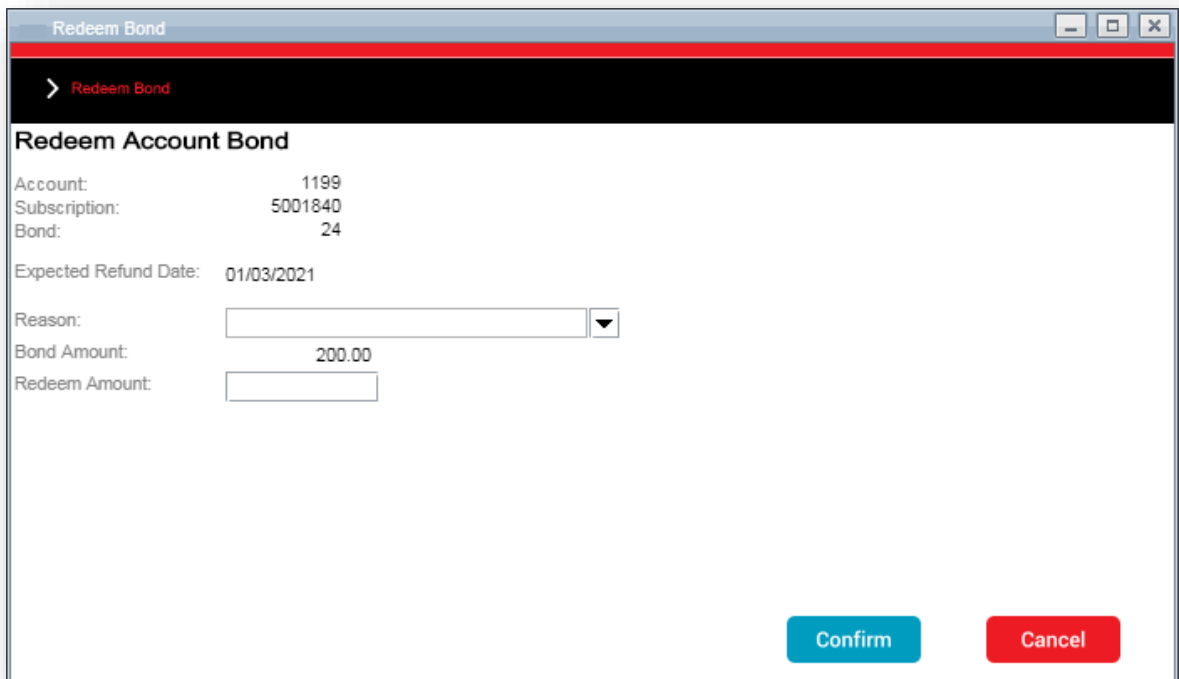 Redeem Bond
Redeem Bond
Redeem Account Bond
Account: 1199
Subscription: 5001840
Bond: 24
Expected Refund Date: 01/03/2021
Reason:
Bond Amount: 200.00
Redeem Amount:
Confirm Cancel